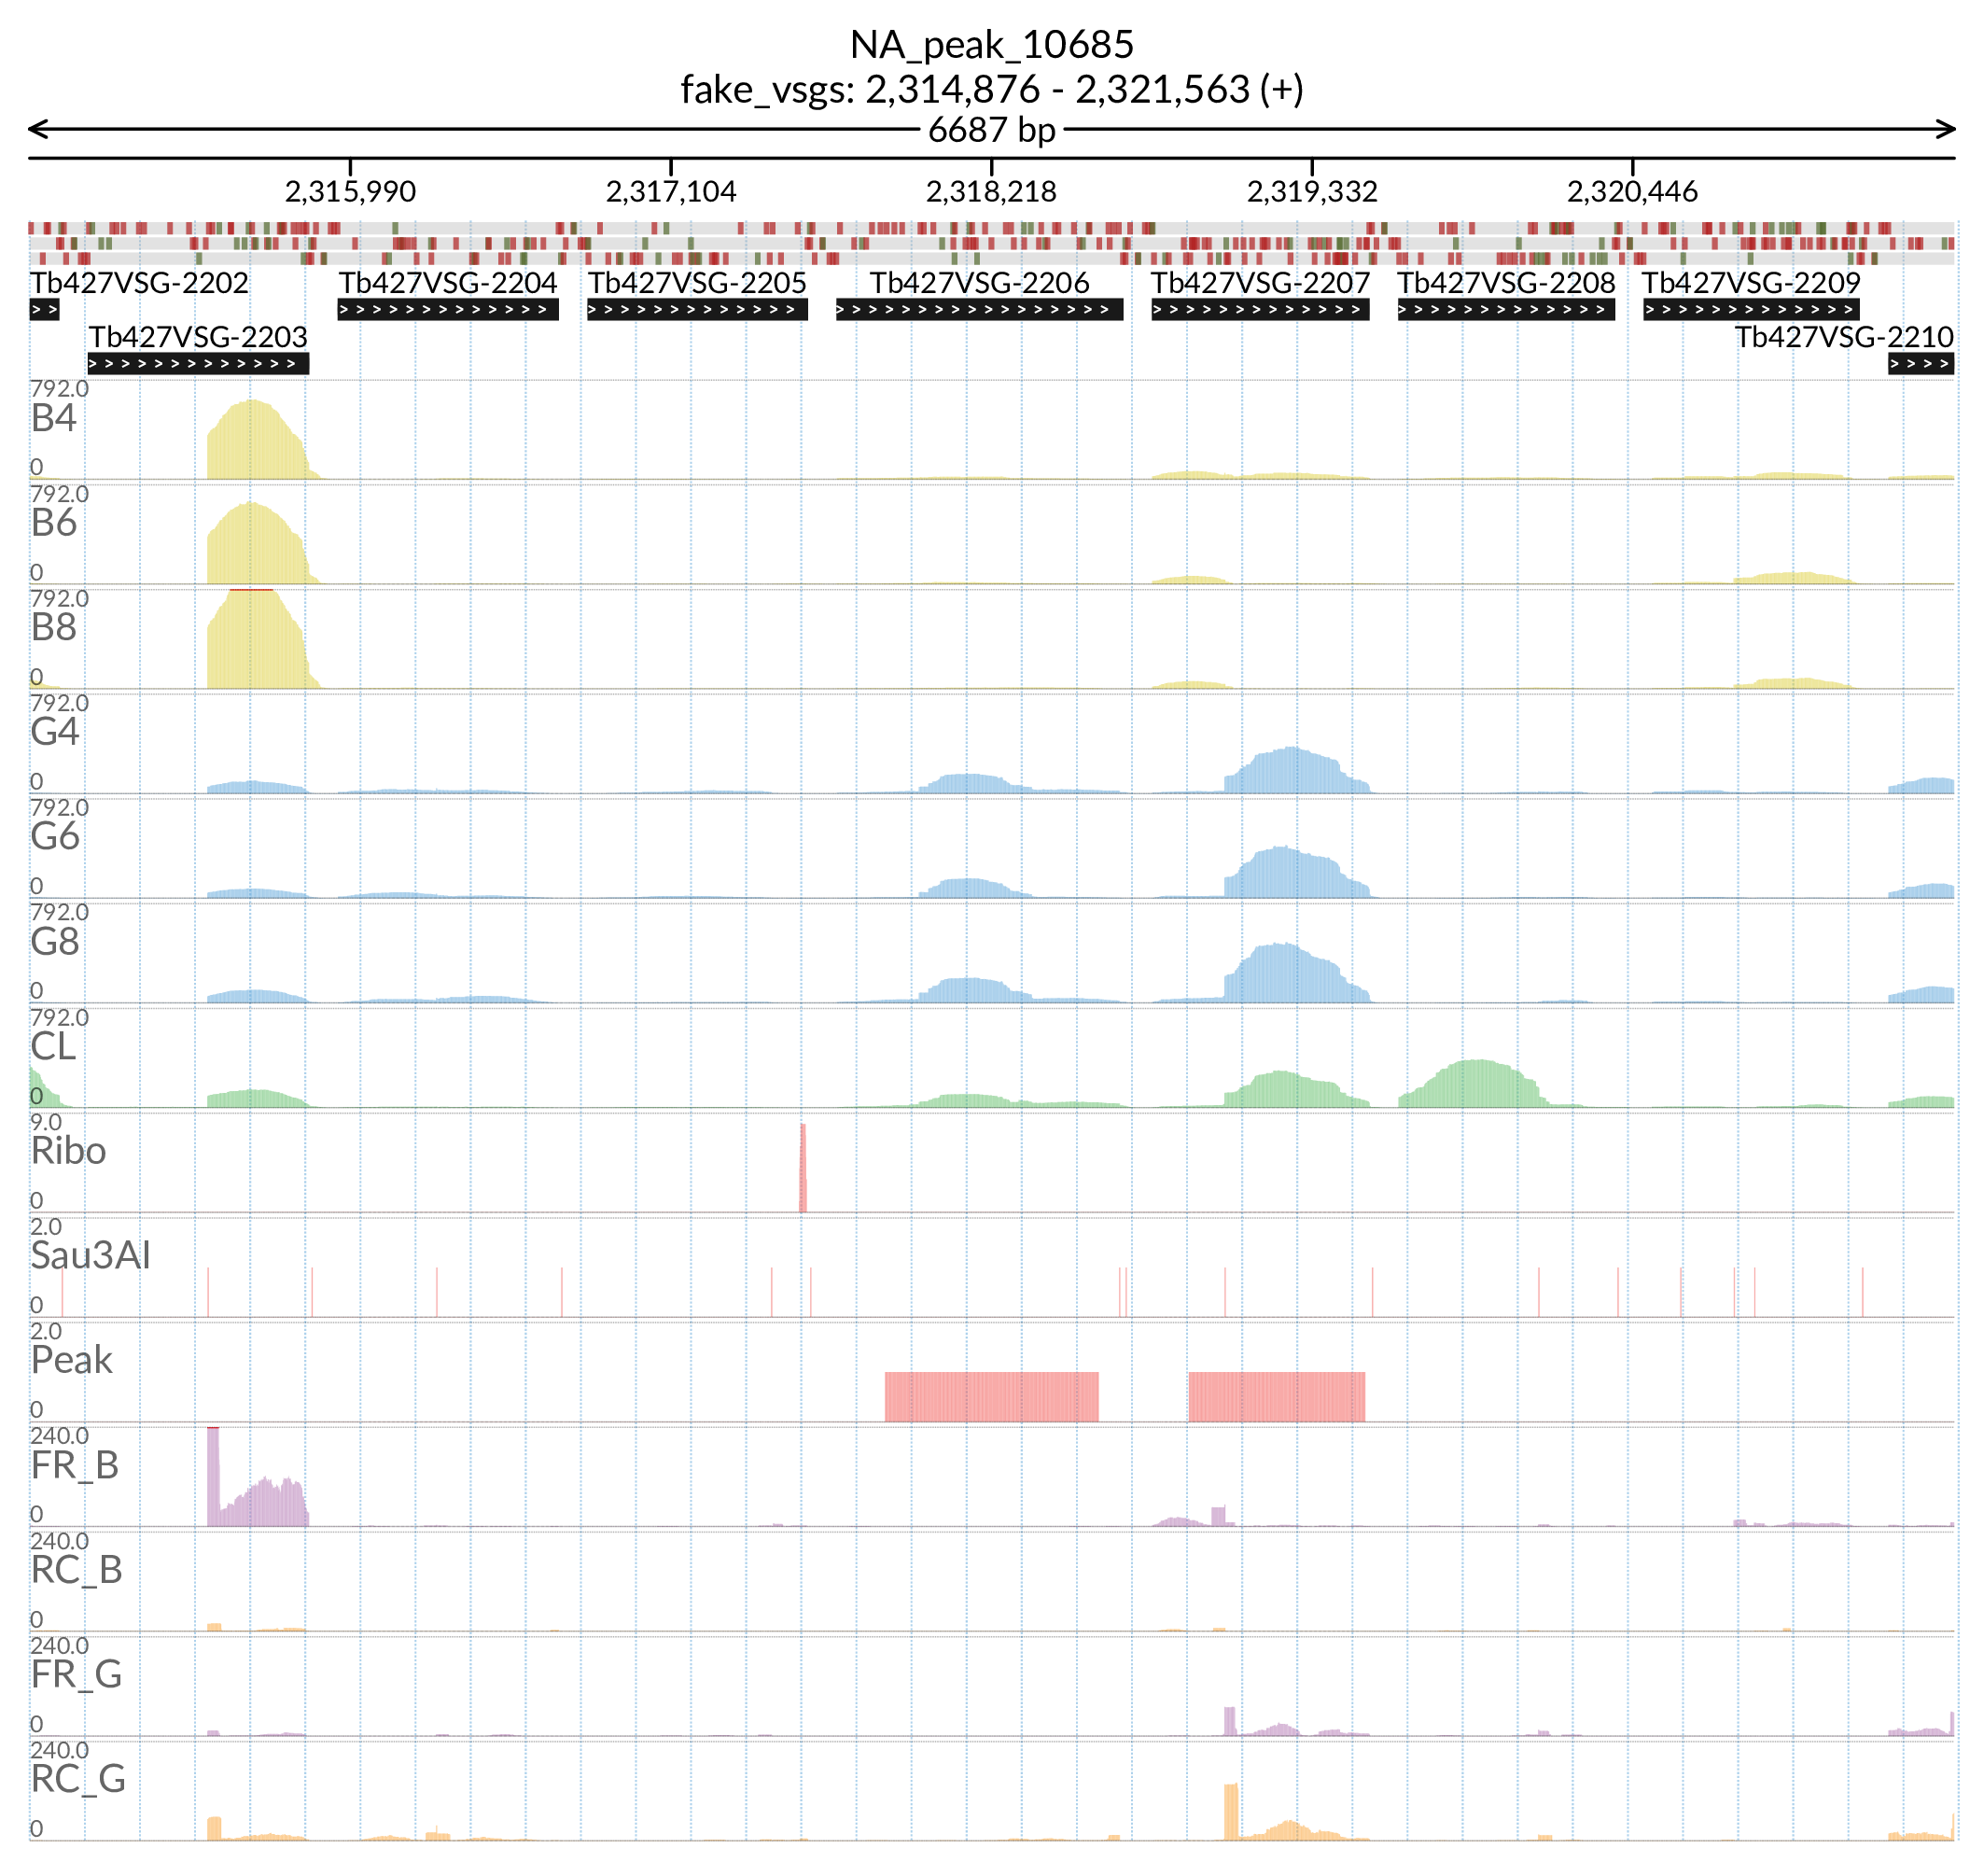 NA_peak_10685
fake_vsgs: 2,314,876 - 2,321,563 (+)
6687 bp
2,315,990 2,317,104 2,318,218 2,319,332 2,320,446
Tb427VSG-2202 Tb427VSG-2204 Tb427VSG-2205 Tb427VSG-2206 Tb427VSG-2207 Tb427VSG-2208 Tb427VSG-2209
Tb427VSG-2203 Tb427VSG-2210
792.0
B4
0
792.0
B6
0
792.0
B8
0
792.0
G4
0
792.0
G6
0
792.0
G8
0
792.0
CL
0
9.0
Ribo
0
2.0
Sau3AI
0
2.0
Peak
0
240.0
FR_B
0
240.0
RC_B
0
240.0
FR_G
0
240.0
RC_G
0